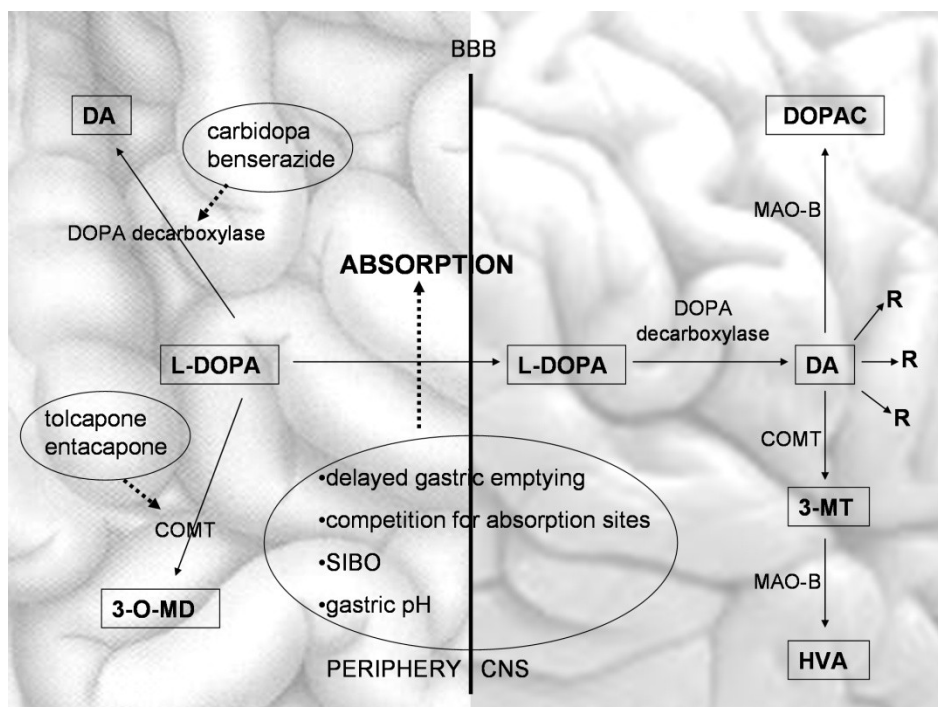 BBB
DA
carbidopa
benserazide
DOPA decarboxylase
ABSORPTION
L-DOPA
tolcapone
entacapone
COMT
3-O-MD
•delayed gastric emptying
•competition for absorption sites
•SIBO
•gastric pH
PERIPHERY
CNS
DOPAC
MAO-B
DOPA
decarboxylase
L-DOPA
DA
R
R
R
COMT
3-MT
MAO-B
HVA